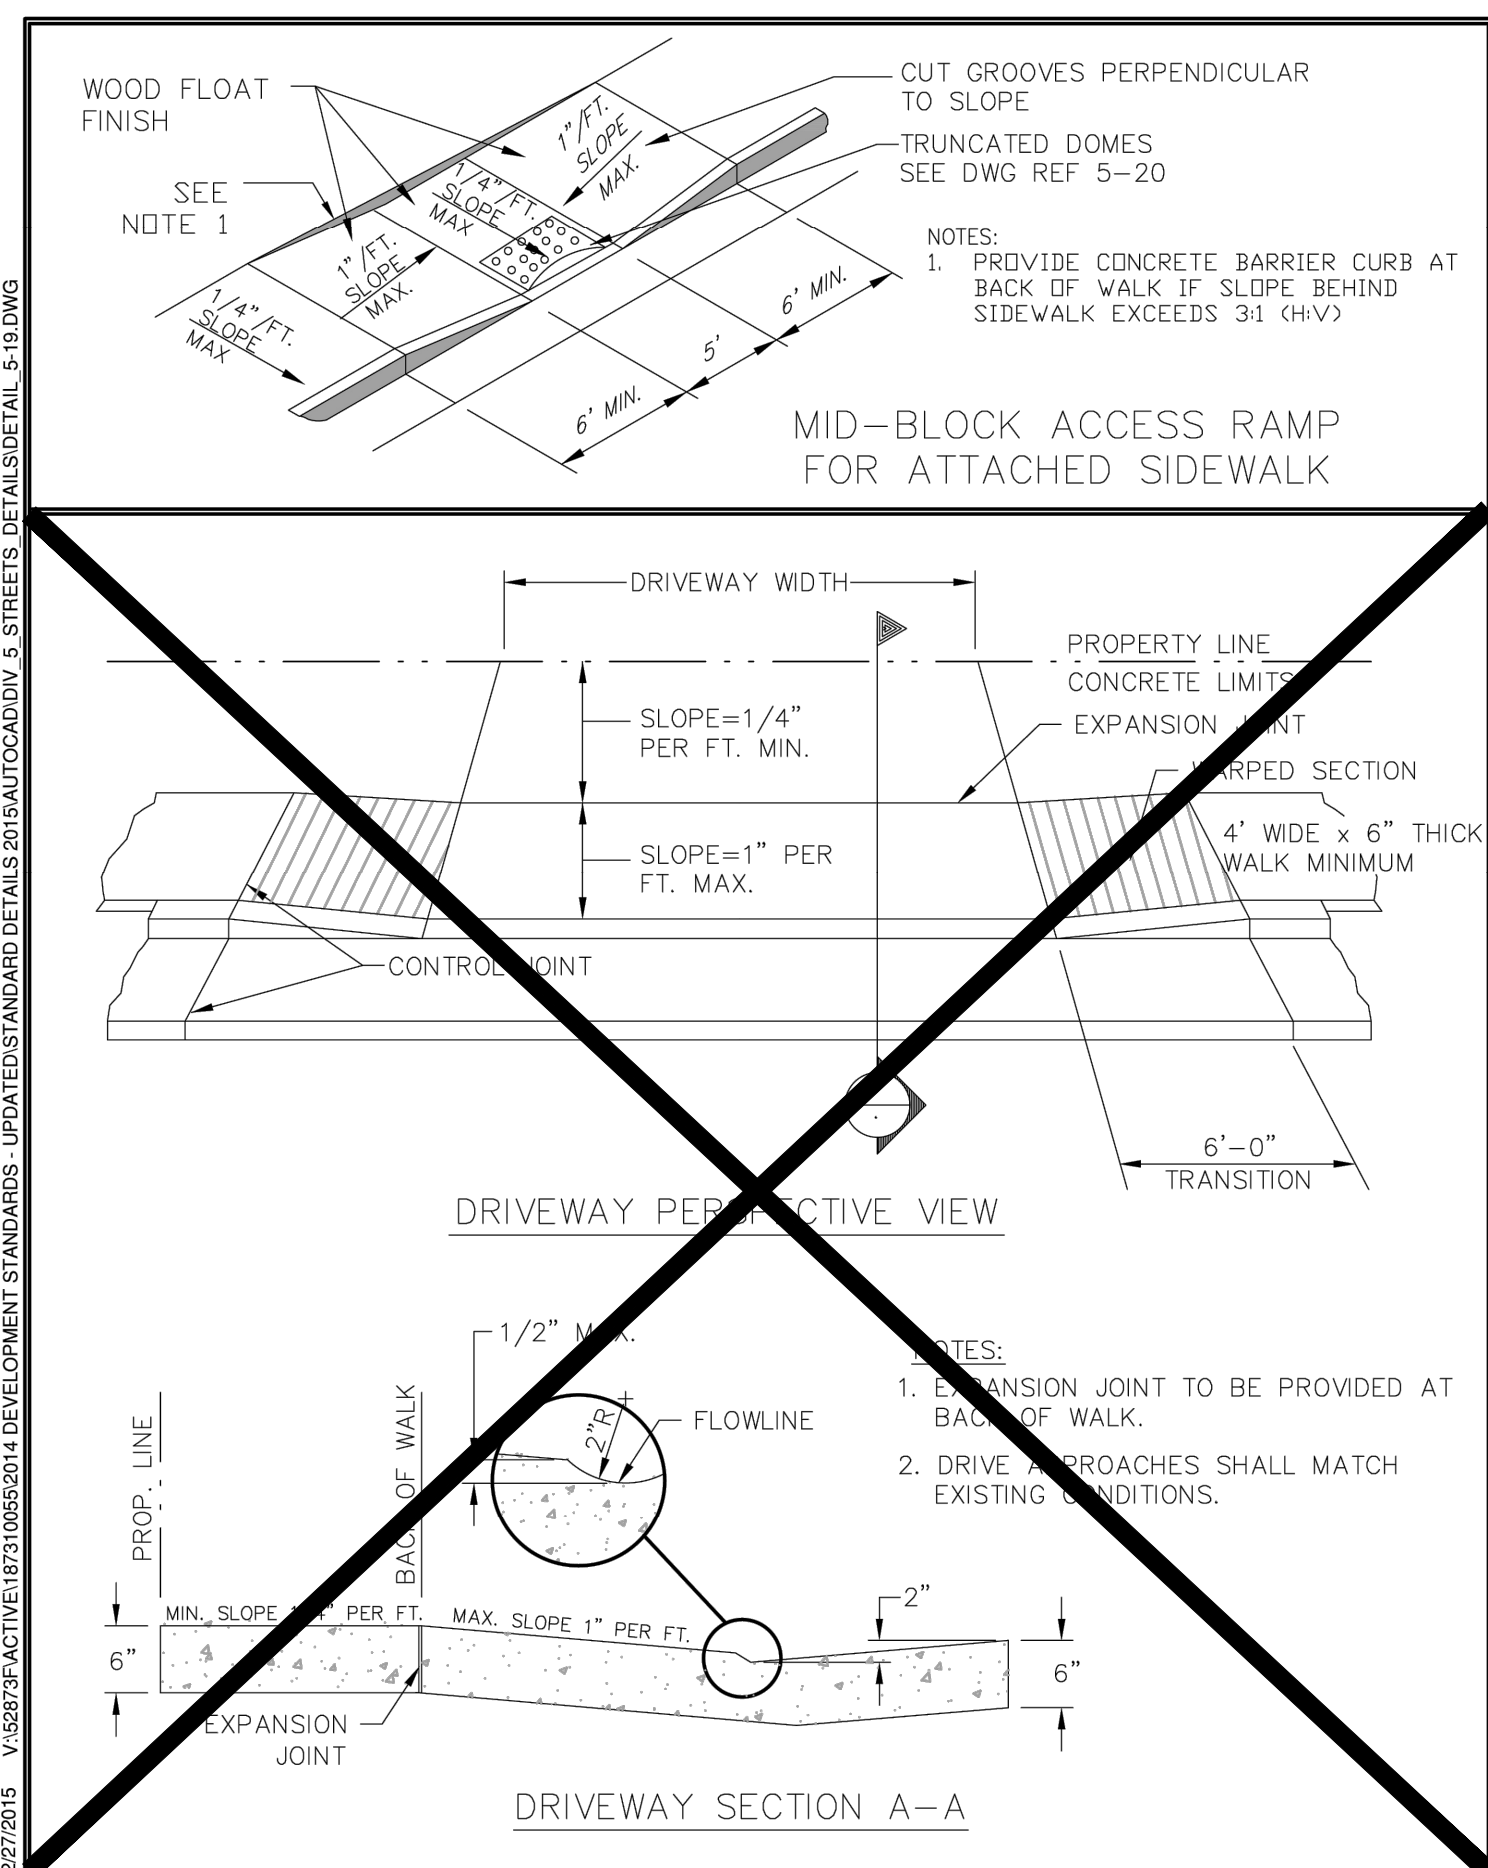 WOOD FLOAT
FINISH
SEE
NOTE 1
CUT GROOVES PERPENDICULAR
TO SLOPE
TRUNCATED DOMES
SEE DWG REF 5-20
1"/FT.
SLOPE
MAX.
1/4"/FT.
SLOPE
MAX
1"/FT.
SLOPE
MAX.
1/4"/FT.
SLOPE
MAX
NOTES:
1. PROVIDE CONCRETE BARRIER CURB AT
BACK OF WALK IF SLOPE BEHIND
SIDEWALK EXCEEDS 3:1 (H:V)
6' MIN.
5'
6' MIN.
MID-BLOCK ACCESS RAMP
FOR ATTACHED SIDEWALK
DRIVEWAY WIDTH
PROPERTY LINE
CONCRETE LIMITS
EXPANSION JOINT
SLOPE=1/4"
PER FT. MIN.
WARPED SECTION
4' WIDE x 6" THICK
WALK MINIMUM
SLOPE=1" PER
FT. MAX.
CONTROL JOINT
6'-0"
TRANSITION
DRIVEWAY PERSPECTIVE VIEW
1/2" MAX.
2"R
FLOWLINE
NOTES:
1. EXPANSION JOINT TO BE PROVIDED AT
BACK OF WALK.
2. DRIVE APPROACHES SHALL MATCH
EXISTING CONDITIONS.
PROP. LINE
BACK OF WALK
MIN. SLOPE 1/4" PER FT.
MAX. SLOPE 1" PER FT.
2"
6"
6"
EXPANSION
JOINT
DRIVEWAY SECTION A-A
2/27/2015 V:\52873F\ACTIVE\187310055\2014 DEVELOPMENT STANDARDS - UPDATED\STANDARD DETAILS 2015\AUTOCAD\DIV_5_STREETS_DETAILS\DETAIL_5-19.DWG